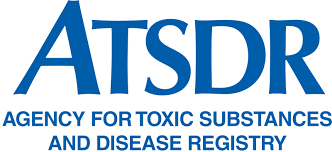 ATSDR
AGENCY FOR TOXIC SUBSTANCES
AND DISEASE REGISTRY